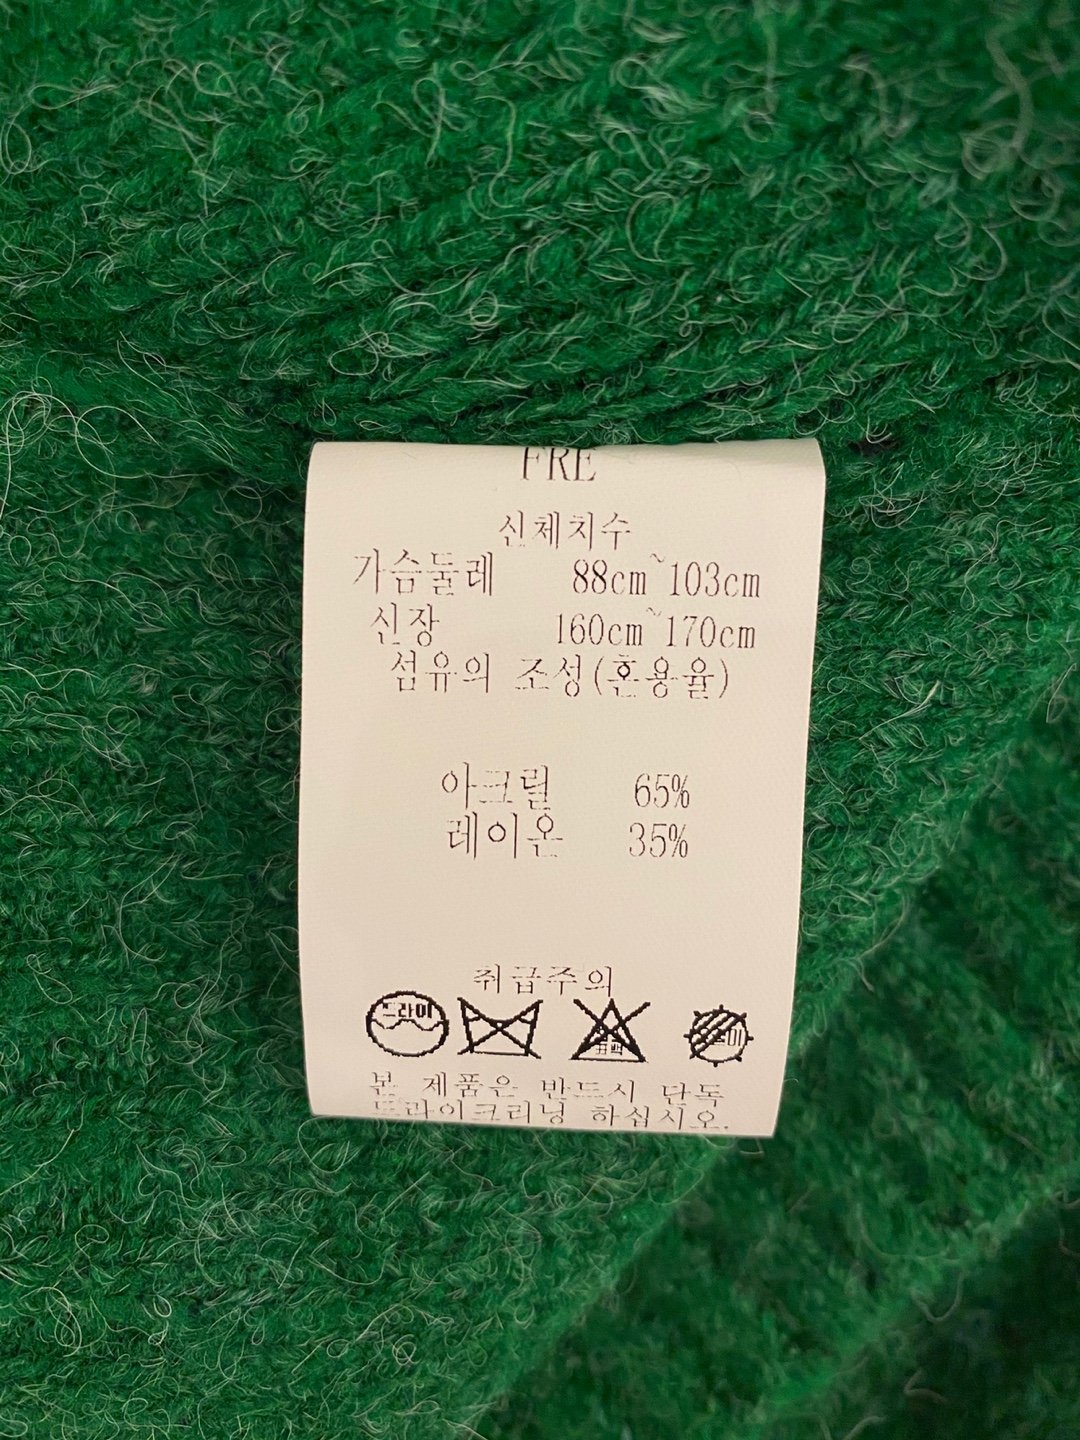 FRE
신체치수
가슴둘레 88cm~103cm
신장 160cm~170cm
섬유의 조성(혼용율)
아크릴 65%
레이온 35%
취급주의
드라이
본 제품은 반드시 단독
드라이크리닝 하십시오.